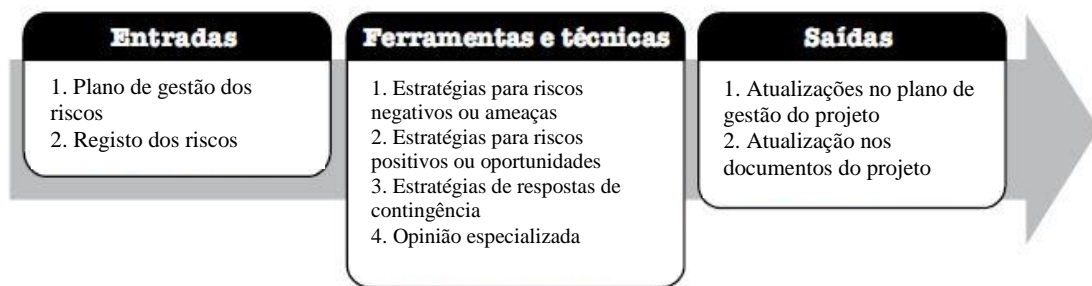 Entradas
1. Plano de gestão dos
riscos
2. Registo dos riscos
Ferramentas e técnicas
1. Estratégias para riscos
negativos ou ameaças
2. Estratégias para riscos
positivos ou oportunidades
3. Estratégias de respostas de
contingência
4. Opinião especializada
Saídas
1. Atualizações no plano de
gestão do projeto
2. Atualização nos
documentos do projeto